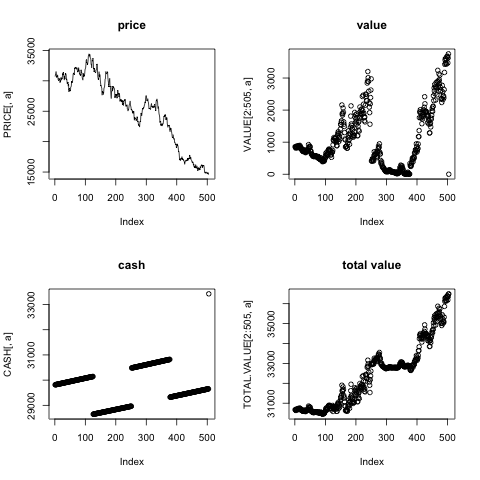 price
PRICE[, a]
15000 25000 35000
0 100 200 300 400 500
Index
value
VALUE[2:505, a]
0 1000 2000 3000
0 100 200 300 400 500
Index
cash
CASH[, a]
29000 31000 33000
0 100 200 300 400 500
Index
total value
TOTAL.VALUE[2:505, a]
31000 33000 35000
0 100 200 300 400 500
Index